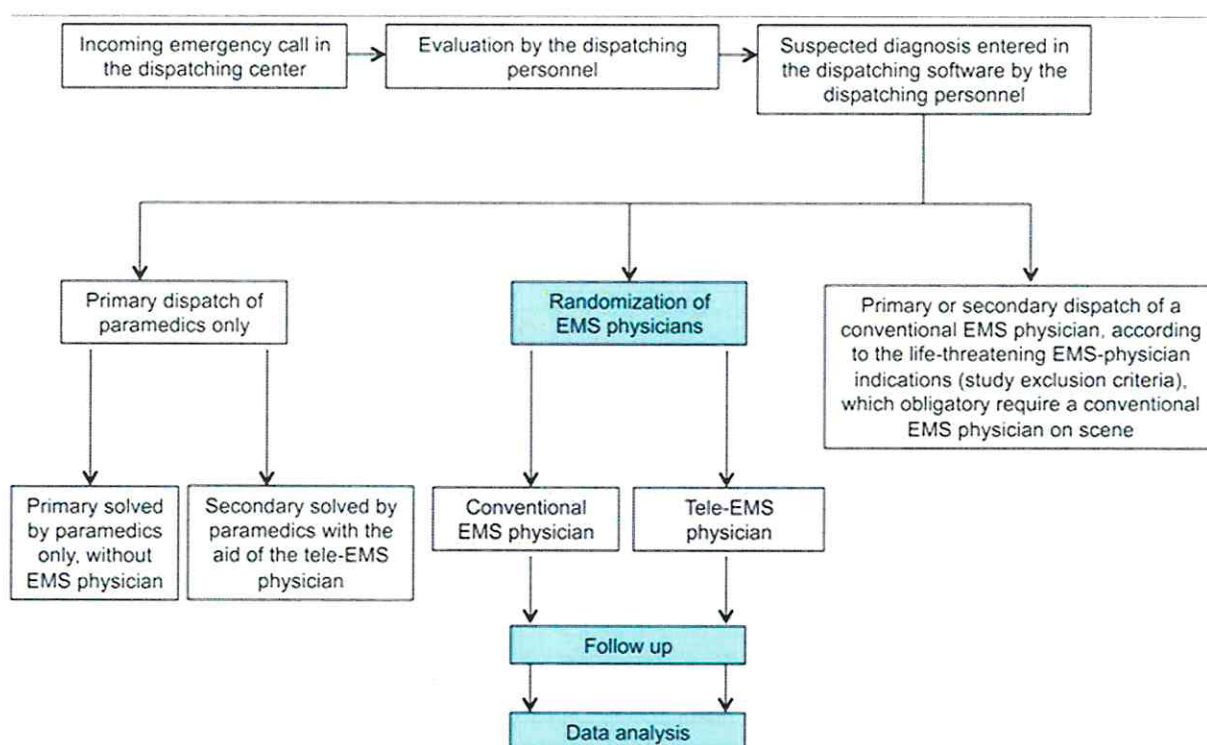 Incoming emergency call in
the dispatching center
Evaluation by the dispatching
personnel
Suspected diagnosis entered in
the dispatching software by the
dispatching personnel
Primary dispatch of
paramedics only
Randomization of
EMS physicians
Primary or secondary dispatch of a
conventional EMS physician, according
to the life-threatening EMS-physician
indications (study exclusion criteria),
which obligatory require a conventional
EMS physician on scene
Primary solved
by paramedics
only, without
EMS physician
Secondary solved by
paramedics with the
aid of the tele-EMS
physician
Conventional
EMS physician
Tele-EMS
physician
Follow up
Data analysis